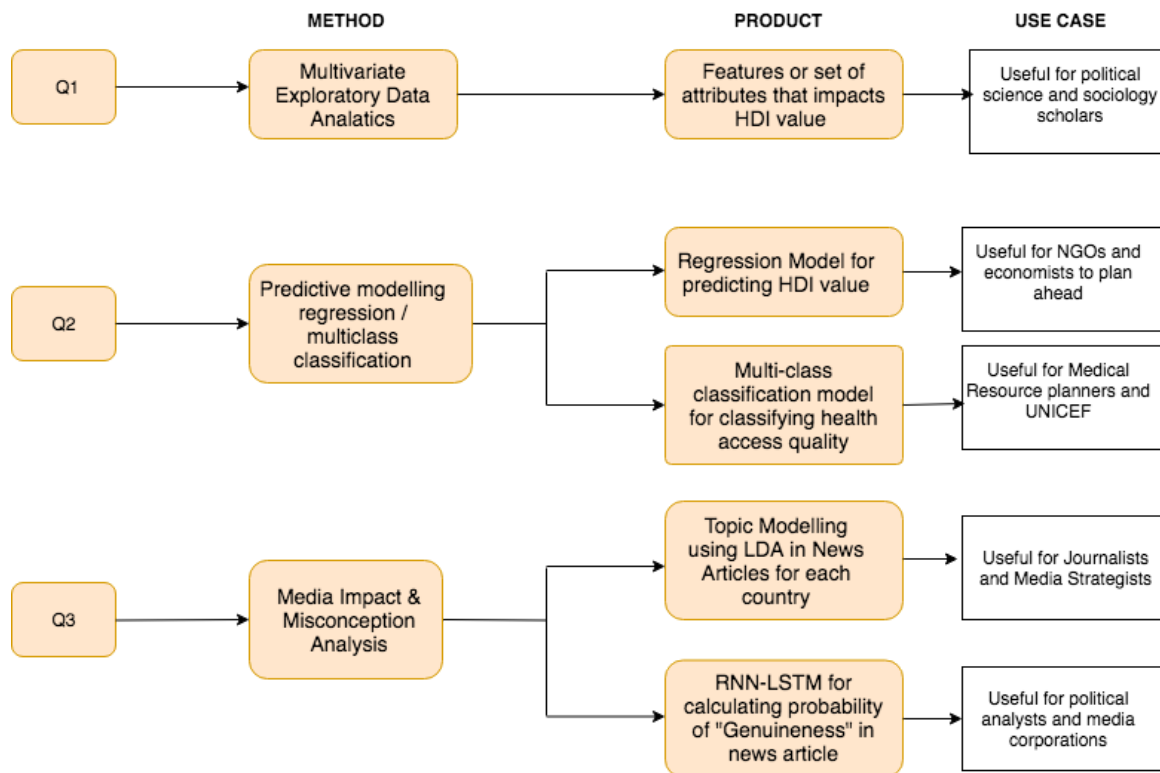 METHOD
PRODUCT
USE CASE
Q1
Multivariate
Exploratory Data
Analatics
Features or set of
attributes that impacts
HDI value
Useful for political
science and sociology
scholars
Q2
Predictive modelling
regression /
multiclass
classification
Regression Model for
predicting HDI value
Useful for NGOs and
economists to plan
ahead
Multi-class
classification model
for classifying health
access quality
Useful for Medical
Resource planners and
UNICEF
Q3
Media Impact &
Misconception
Analysis
Topic Modelling
using LDA in News
Articles for each
country
Useful for Journalists
and Media Strategists
RNN-LSTM for
calculating probability
of "Genuineness" in
news article
Useful for political
analysts and media
corporations